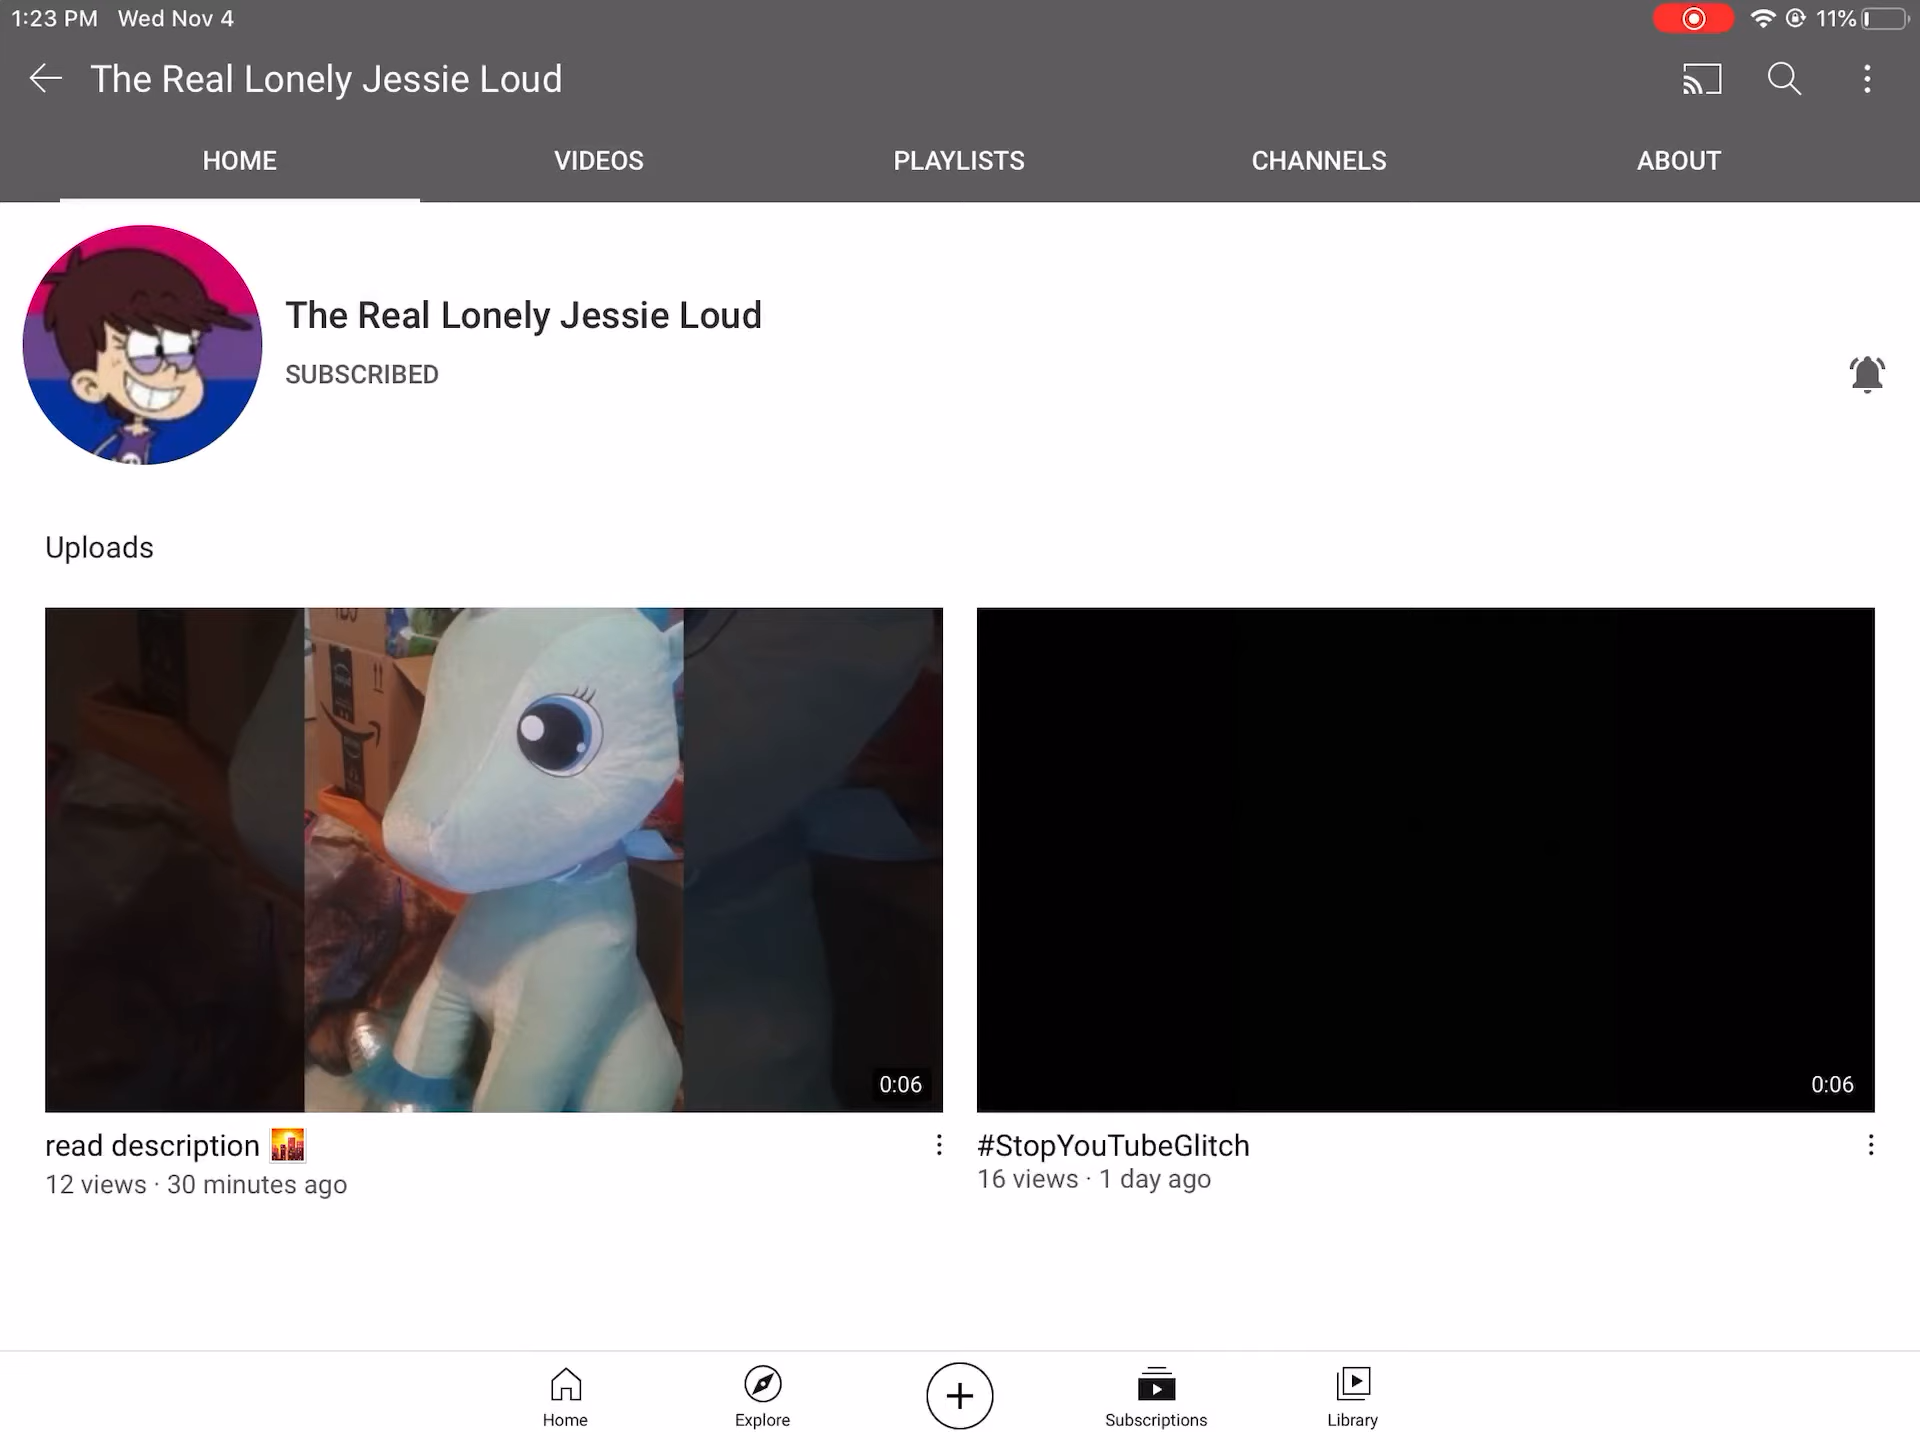 1:23 PM Wed Nov 4
11%
The Real Lonely Jessie Loud
HOME VIDEOS PLAYLISTS CHANNELS ABOUT
The Real Lonely Jessie Loud
SUBSCRIBED
Uploads
0:06
0:06
read description
12 views · 30 minutes ago
#StopYouTubeGlitch
16 views · 1 day ago
Home Explore Subscriptions Library